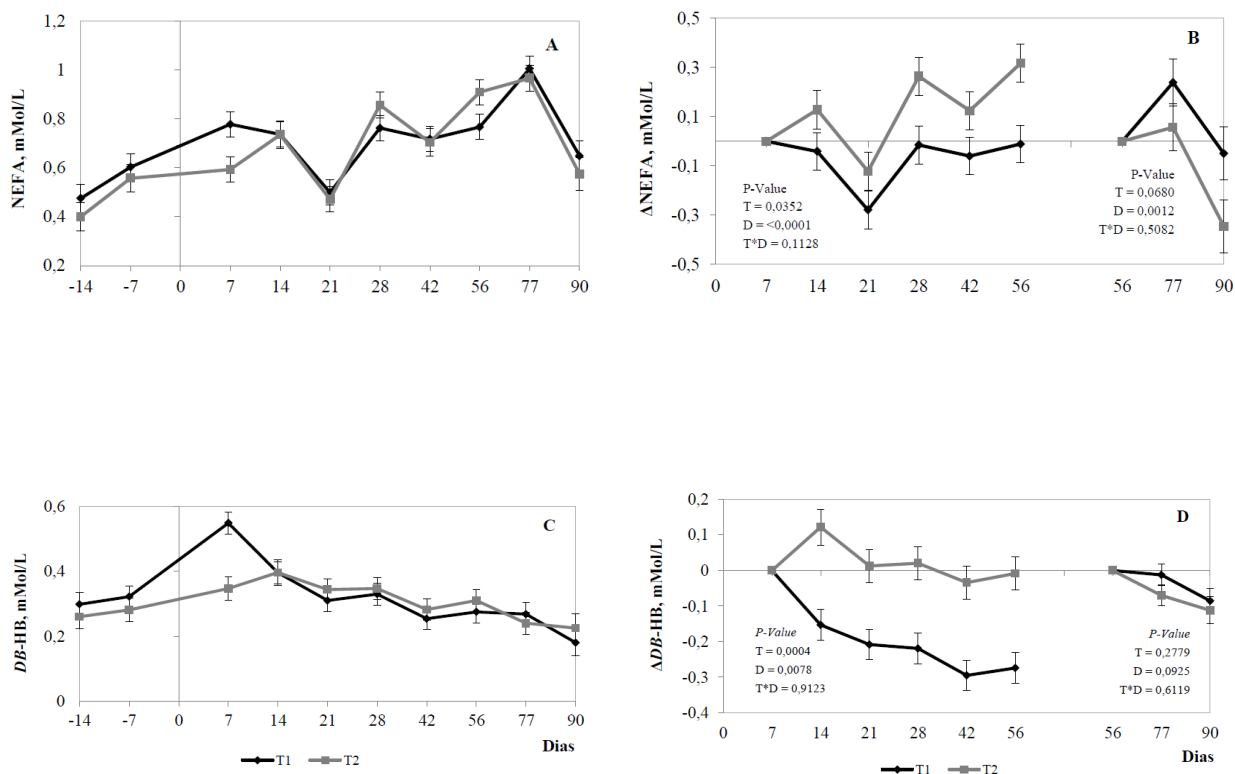 A
NEFA, mMol/L
1,2
1
0,8
0,6
0,4
0,2
-14 -7 0 7 14 21 28 42 56 77 90
B
ΔNEFA, mMol/L
0,3
0,1
-0,1
-0,3
-0,5
P-Value
T = 0,0352
D = <0,0001
T*D = 0,1128
P-Value
T = 0,0680
D = 0,0012
T*D = 0,5082
0 7 14 21 28 42 56 56 77 90
C
DB-HB, mMol/L
0,6
0,4
0,2
0
-14 -7 0 7 14 21 28 42 56 77 90
Dias
T1 T2
D
ΔDB-HB, mMol/L
0,2
0,1
0
-0,1
-0,2
-0,3
-0,4
P-Value
T = 0,0004
D = 0,0078
T*D = 0,9123
P-Value
T = 0,2779
D = 0,0925
T*D = 0,6119
0 7 14 21 28 42 56 56 77 90
Dias
T1 T2